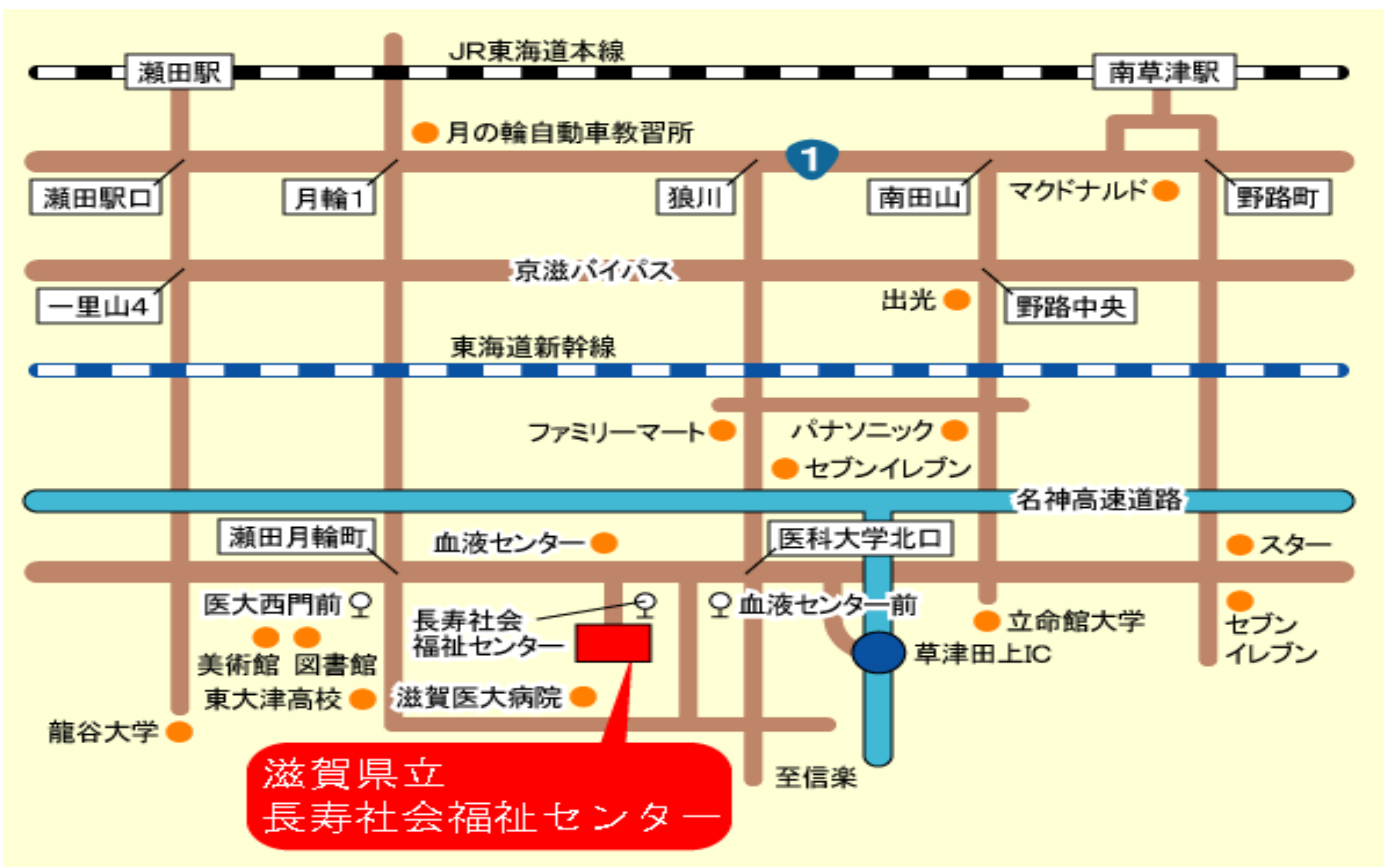 JR東海道本線
瀬田駅
南草津駅
月の輪自動車教習所
1
瀬田駅口
月輪1
狼川
南田山
マクドナルド
野路町
京滋バイパス
一里山4
出光
野路中央
東海道新幹線
ファミリーマート
パナソニック
セブンイレブン
名神高速道路
瀬田月輪町
血液センター
医科大学北口
スター
医大西門前
長寿社会
福祉センター
血液センター前
立命館大学
セブン
イレブン
美術館
図書館
草津田上IC
東大津高校
滋賀医大病院
龍谷大学
至信楽
滋賀県立
長寿社会福祉センター